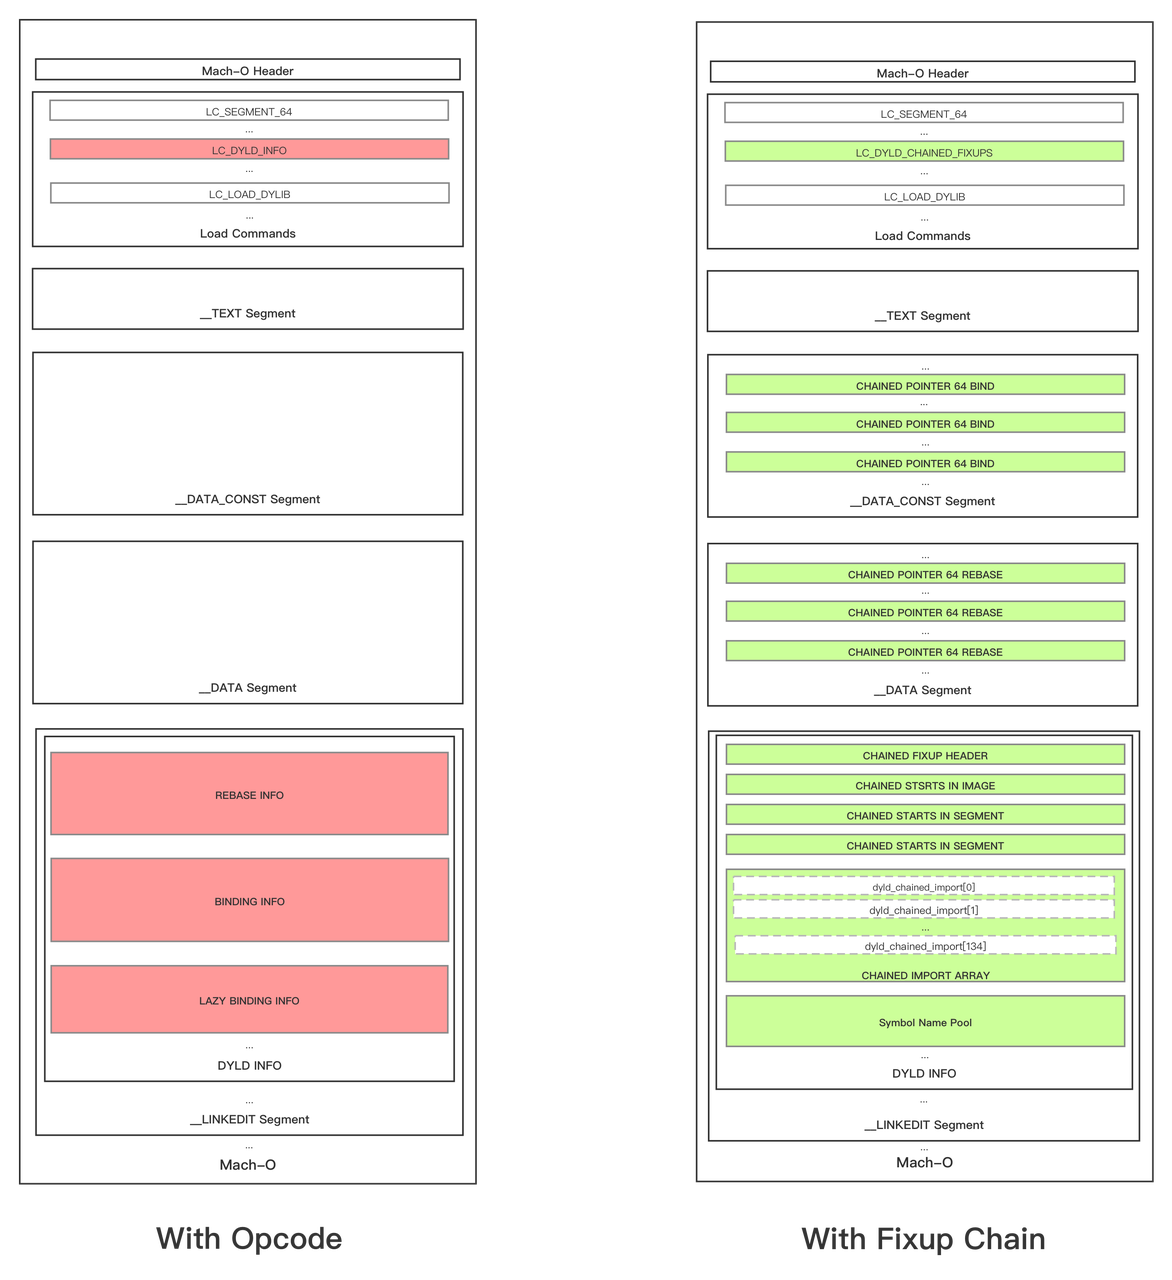 Mach-O Header
LC_SEGMENT_64
...
LC_DYLD_INFO
...
LC_LOAD_DYLIB
...
Load Commands
__TEXT Segment
__DATA_CONST Segment
__DATA Segment
REBASE INFO
BINDING INFO
LAZY BINDING INFO
...
DYLD INFO
...
__LINKEDIT Segment
...
Mach-O
With Opcode
Mach-O Header
LC_SEGMENT_64
...
LC_DYLD_CHAINED_FIXUPS
...
LC_LOAD_DYLIB
...
Load Commands
__TEXT Segment
...
CHAINED POINTER 64 BIND
...
CHAINED POINTER 64 BIND
...
CHAINED POINTER 64 BIND
...
__DATA_CONST Segment
...
CHAINED POINTER 64 REBASE
...
CHAINED POINTER 64 REBASE
...
CHAINED POINTER 64 REBASE
...
__DATA Segment
CHAINED FIXUP HEADER
CHAINED STSRTS IN IMAGE
CHAINED STARTS IN SEGMENT
CHAINED STARTS IN SEGMENT
dyld_chained_import[0]
dyld_chained_import[1]
...
dyld_chained_import[134]
CHAINED IMPORT ARRAY
Symbol Name Pool
...
DYLD INFO
...
__LINKEDIT Segment
...
Mach-O
With Fixup Chain